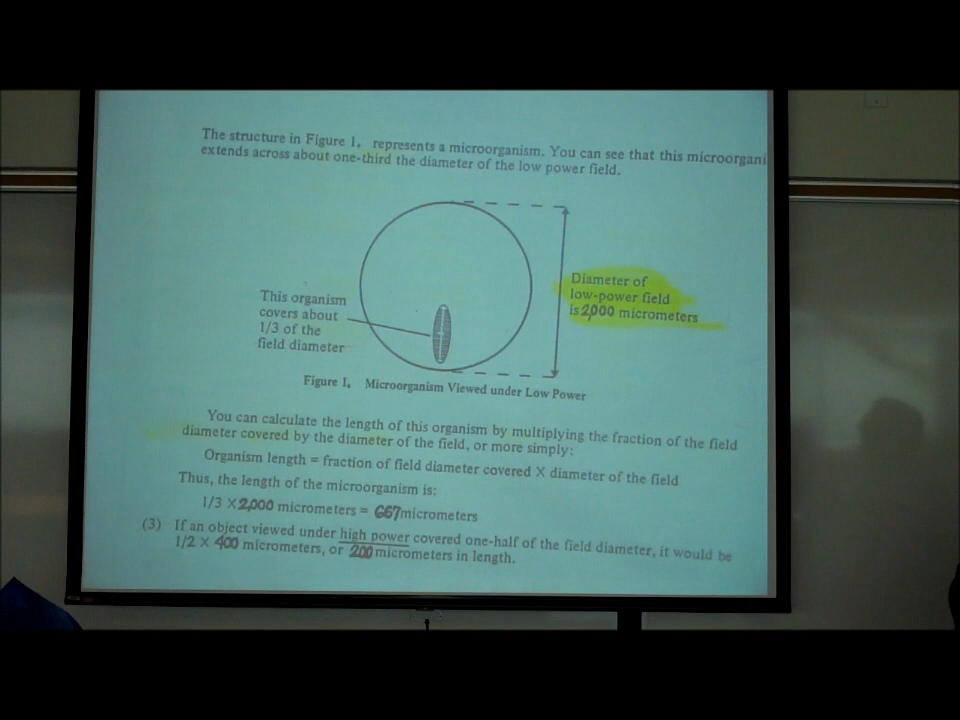 The structure in Figure 1. represents a microorganism. You can see that this microorgani
extends across about one-third the diameter of the low power field.
Diameter of
low-power field
is 2,000 micrometers
This organism
covers about
1/3 of the
field diameter
Figure 1. Microorganism Viewed under Low Power
You can calculate the length of this organism by multiplying the fraction of the field
diameter covered by the diameter of the field, or more simply:
Organism length = fraction of field diameter covered X diameter of the field
Thus, the length of the microorganism is:
1/3 X 2,000 micrometers = 667 micrometers
(3) If an object viewed under high power covered one-half of the field diameter, it would be
1/2 X 400 micrometers, or 200 micrometers in length.